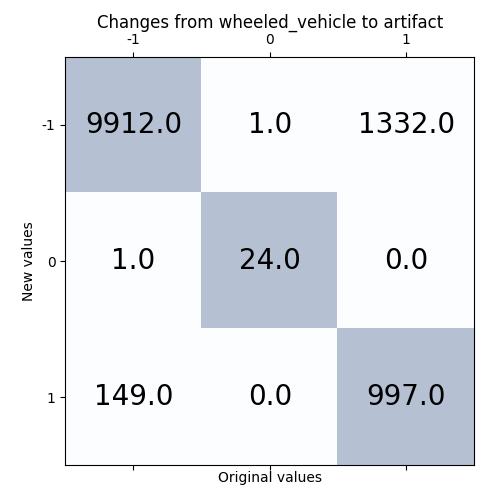 Changes from wheeled_vehicle to artifact
-1 0 1
-1 9912.0 1.0 1332.0
0 1.0 24.0 0.0
1 149.0 0.0 997.0
New values
Original values